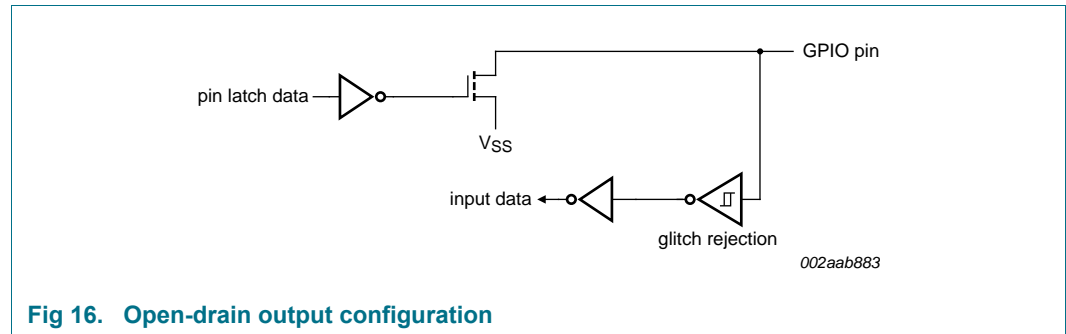 GPIO pin
pin latch data
VSS
input data
glitch rejection
002aab883
Fig 16. Open-drain output configuration